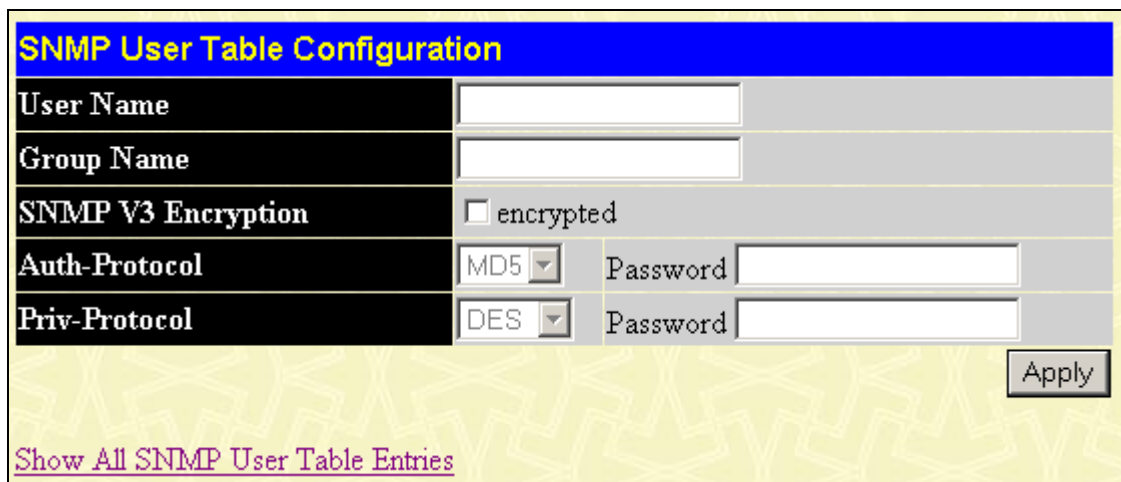 SNMP User Table Configuration
User Name
Group Name
SNMP V3 Encryption encrypted
Auth-Protocol MD5 Password
Priv-Protocol DES Password
Apply
Show All SNMP User Table Entries